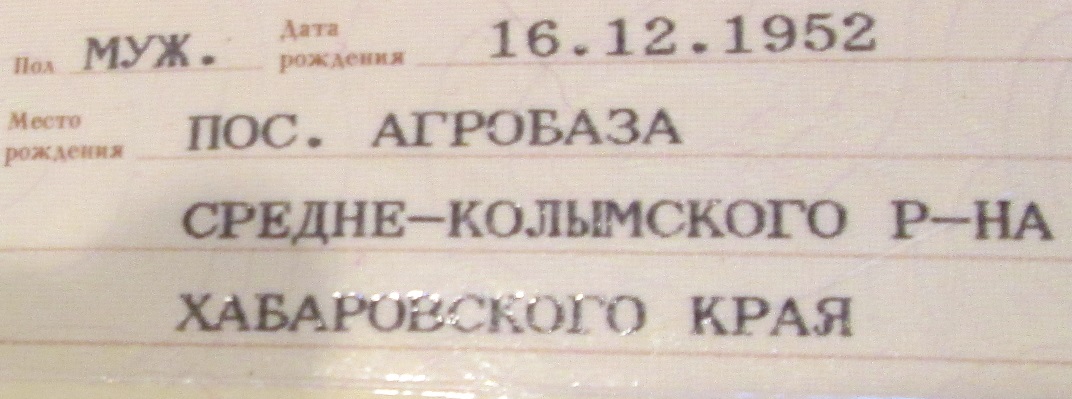 Пол МУЖ. Дата рождения 16.12.1952
Место рождения ПОС. АГРОБАЗА
СРЕДНЕ-КОЛЫМСКОГО Р-НА
ХАБАРОВСКОГО КРАЯ